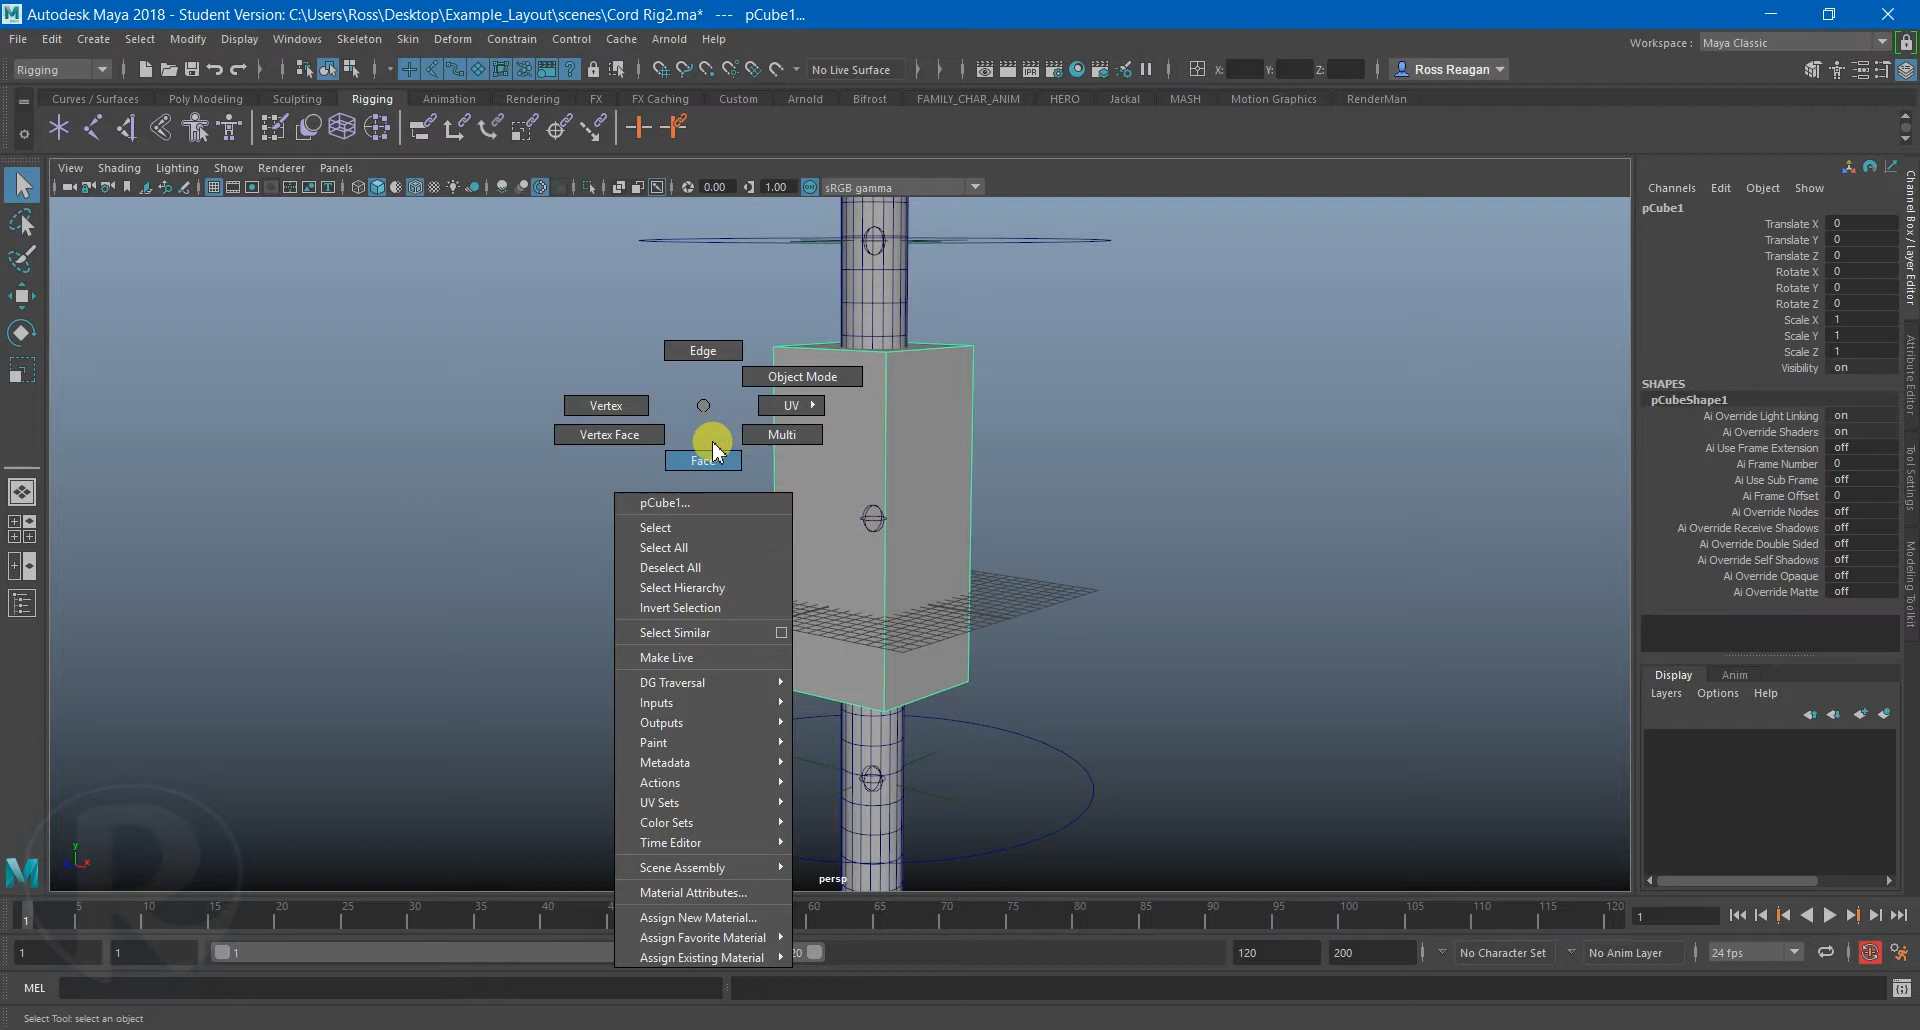 Autodesk Maya 2018 - Student Version: C:\Users\Ross\Desktop\Example_Layout\scenes\Cord Rig2.ma* --- pCube1...
File Edit Create Select Modify Display Windows Skeleton Skin Deform Constrain Control Cache Arnold Help
Workspace : Maya Classic
Rigging
No Live Surface
X: Y: Z:
Ross Reagan
Curves / Surfaces Poly Modeling Sculpting Rigging Animation Rendering FX FX Caching Custom Arnold Bifrost FAMILY_CHAR_ANIM HERO Jackal MASH Motion Graphics RenderMan
View Shading Lighting Show Renderer Panels
0.00 1.00 ON sRGB gamma
Edge
Object Mode
Vertex
UV
Vertex Face
Multi
Face
pCube1...
Select
Select All
Deselect All
Select Hierarchy
Invert Selection
Select Similar
Make Live
DG Traversal
Inputs
Outputs
Paint
Metadata
Actions
UV Sets
Color Sets
Time Editor
Scene Assembly
Material Attributes...
Assign New Material...
Assign Favorite Material
Assign Existing Material
persp
y
x
Channels Edit Object Show
pCube1
Translate X 0
Translate Y 0
Translate Z 0
Rotate X 0
Rotate Y 0
Rotate Z 0
Scale X 1
Scale Y 1
Scale Z 1
Visibility on
SHAPES
pCubeShape1
Ai Override Light Linking on
Ai Override Shaders on
Ai Use Frame Extension off
Ai Frame Number 0
Ai Use Sub Frame off
Ai Frame Offset 0
Ai Override Nodes off
Ai Override Receive Shadows off
Ai Override Double Sided off
Ai Override Self Shadows off
Ai Override Opaque off
Ai Override Matte off
Display Anim
Layers Options Help
Channel Box / Layer Editor
Attribute Editor
Tool Settings
Modeling Toolkit
5 10 15 20 25 30 35 40 60 65 70 75 80 85 90 95 100 105 110 115 120
1
1
1 1 1 20 120 200 No Character Set No Anim Layer 24 fps
MEL
Select Tool: select an object